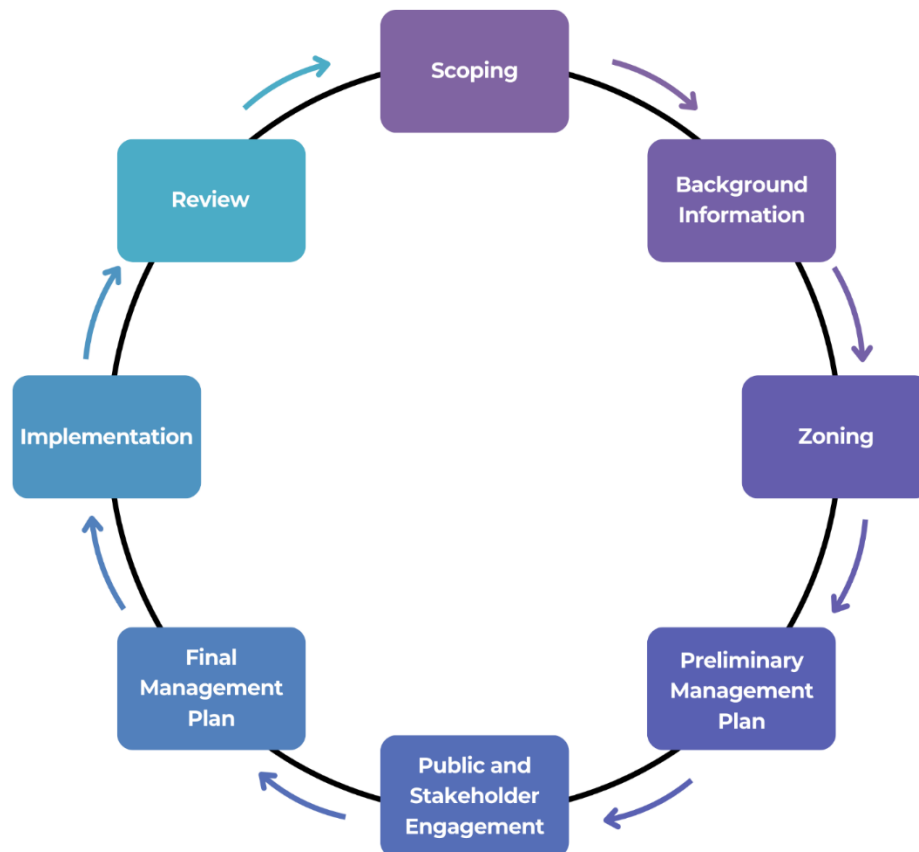 Scoping
Background
Information
Zoning
Preliminary
Management
Plan
Public and
Stakeholder
Engagement
Final
Management
Plan
Implementation
Review